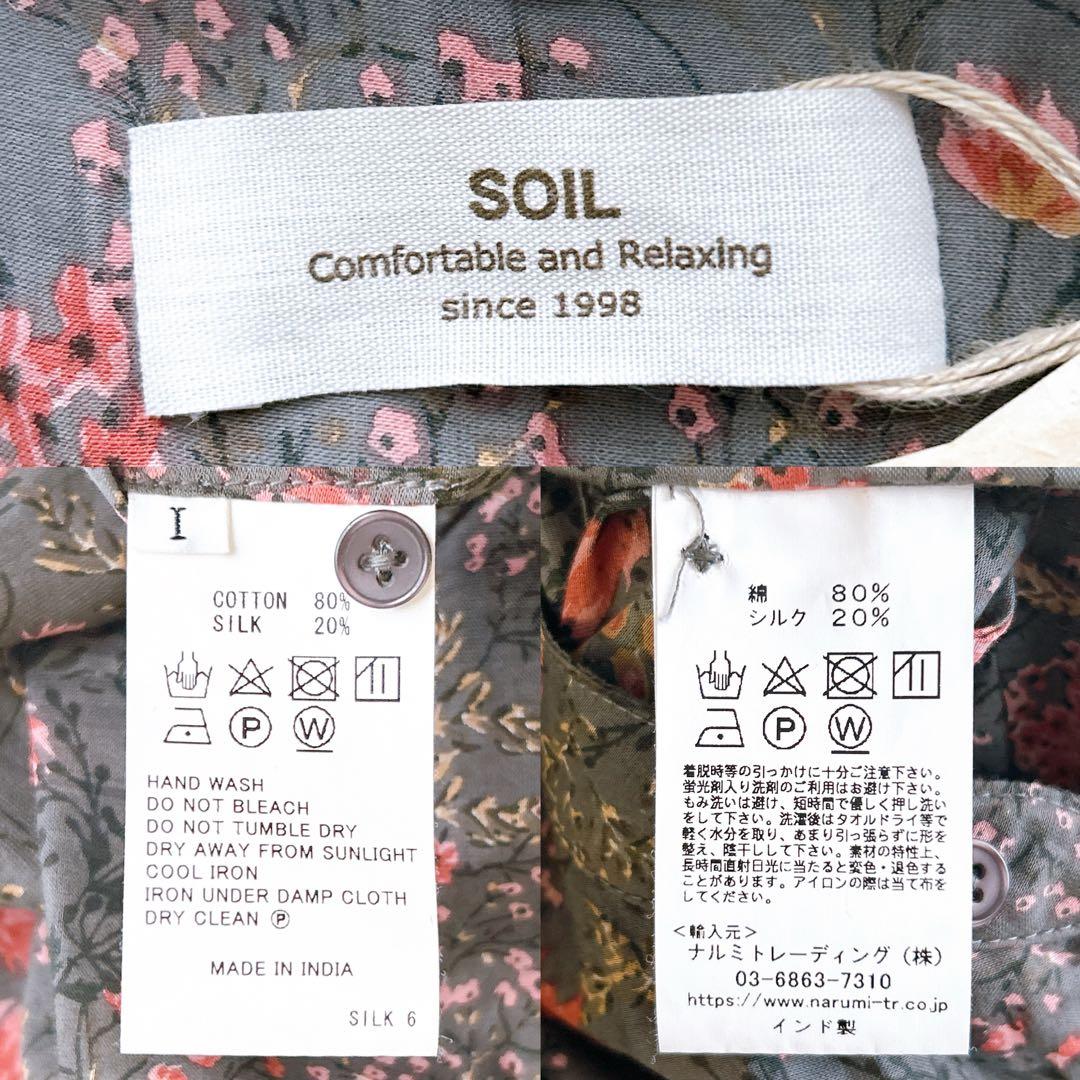 SOIL
Comfortable and Relaxing
since 1998
I
COTTON 80%
SILK 20%
P W
HAND WASH
DO NOT BLEACH
DO NOT TUMBLE DRY
DRY AWAY FROM SUNLIGHT
COOL IRON
IRON UNDER DAMP CLOTH
DRY CLEAN Ⓟ
MADE IN INDIA
SILK 6
綿 80%
シルク 20%
P W
着脱時等の引っかけに十分ご注意下さい。
蛍光剤入り洗剤のご利用はお避け下さい。
もみ洗いは避け、短時間で優しく押し洗い
をして下さい。洗濯後はタオルドライ等で
軽く水分を取り、あまり引っ張らずに形を
整え、陰干しして下さい。素材の特性上、
長時間直射日光に当たると変色・退色する
ことがあります。アイロンの際は当て布を
してください。
<輸入元>
ナルミトレーディング(株)
03-6863-7310
https://www.narumi-tr.co.jp
インド製